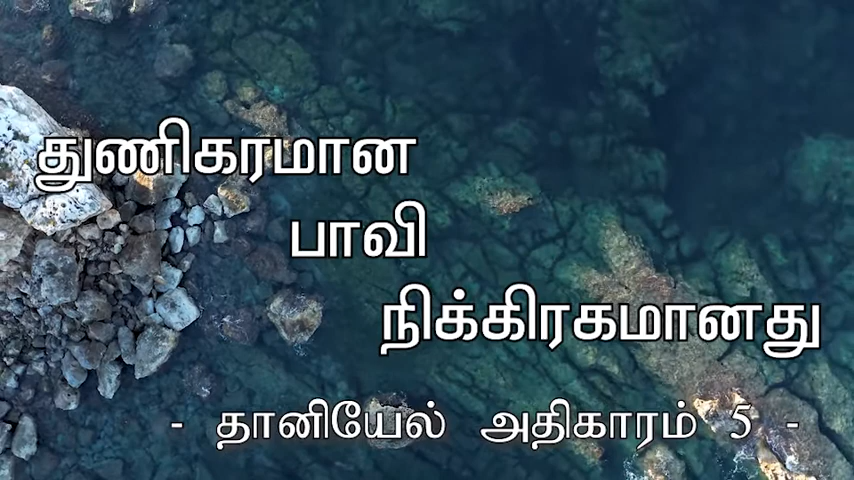 துணிகரமான
பாவி
நிக்கிரகமானது
- தானியேல் அதிகாரம் 5 -